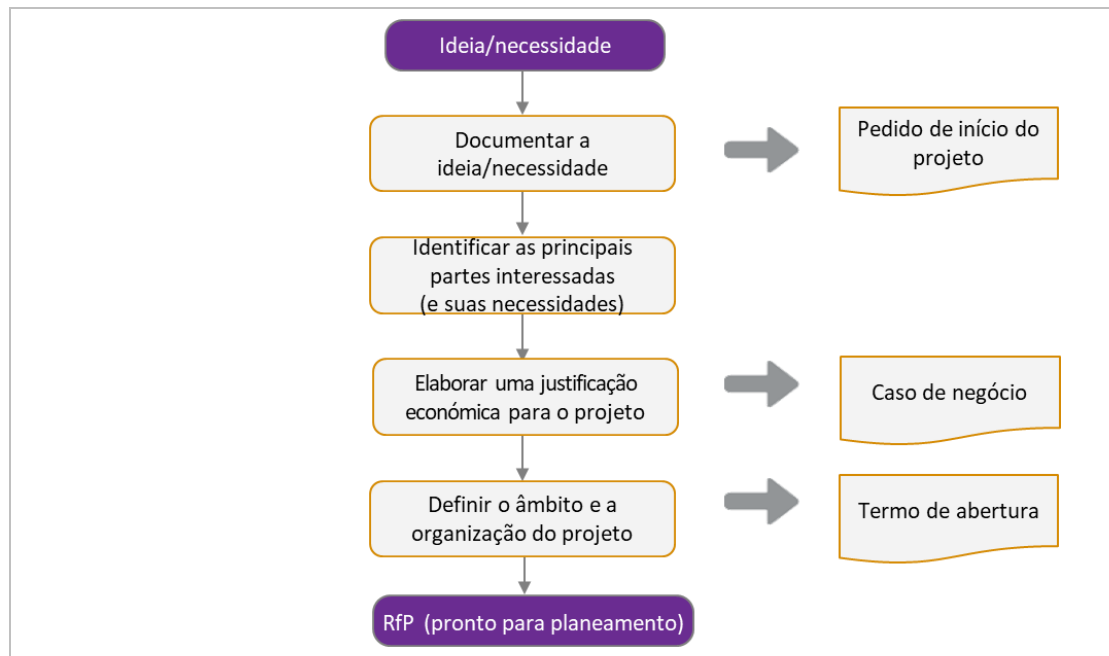 Ideia/necessidade
Documentar a
ideia/necessidade
Pedido de início do
projeto
Identificar as principais
partes interessadas
(e suas necessidades)
Elaborar uma justificação
económica para o projeto
Caso de negócio
Definir o âmbito e a
organização do projeto
Termo de abertura
RfP (pronto para planeamento)